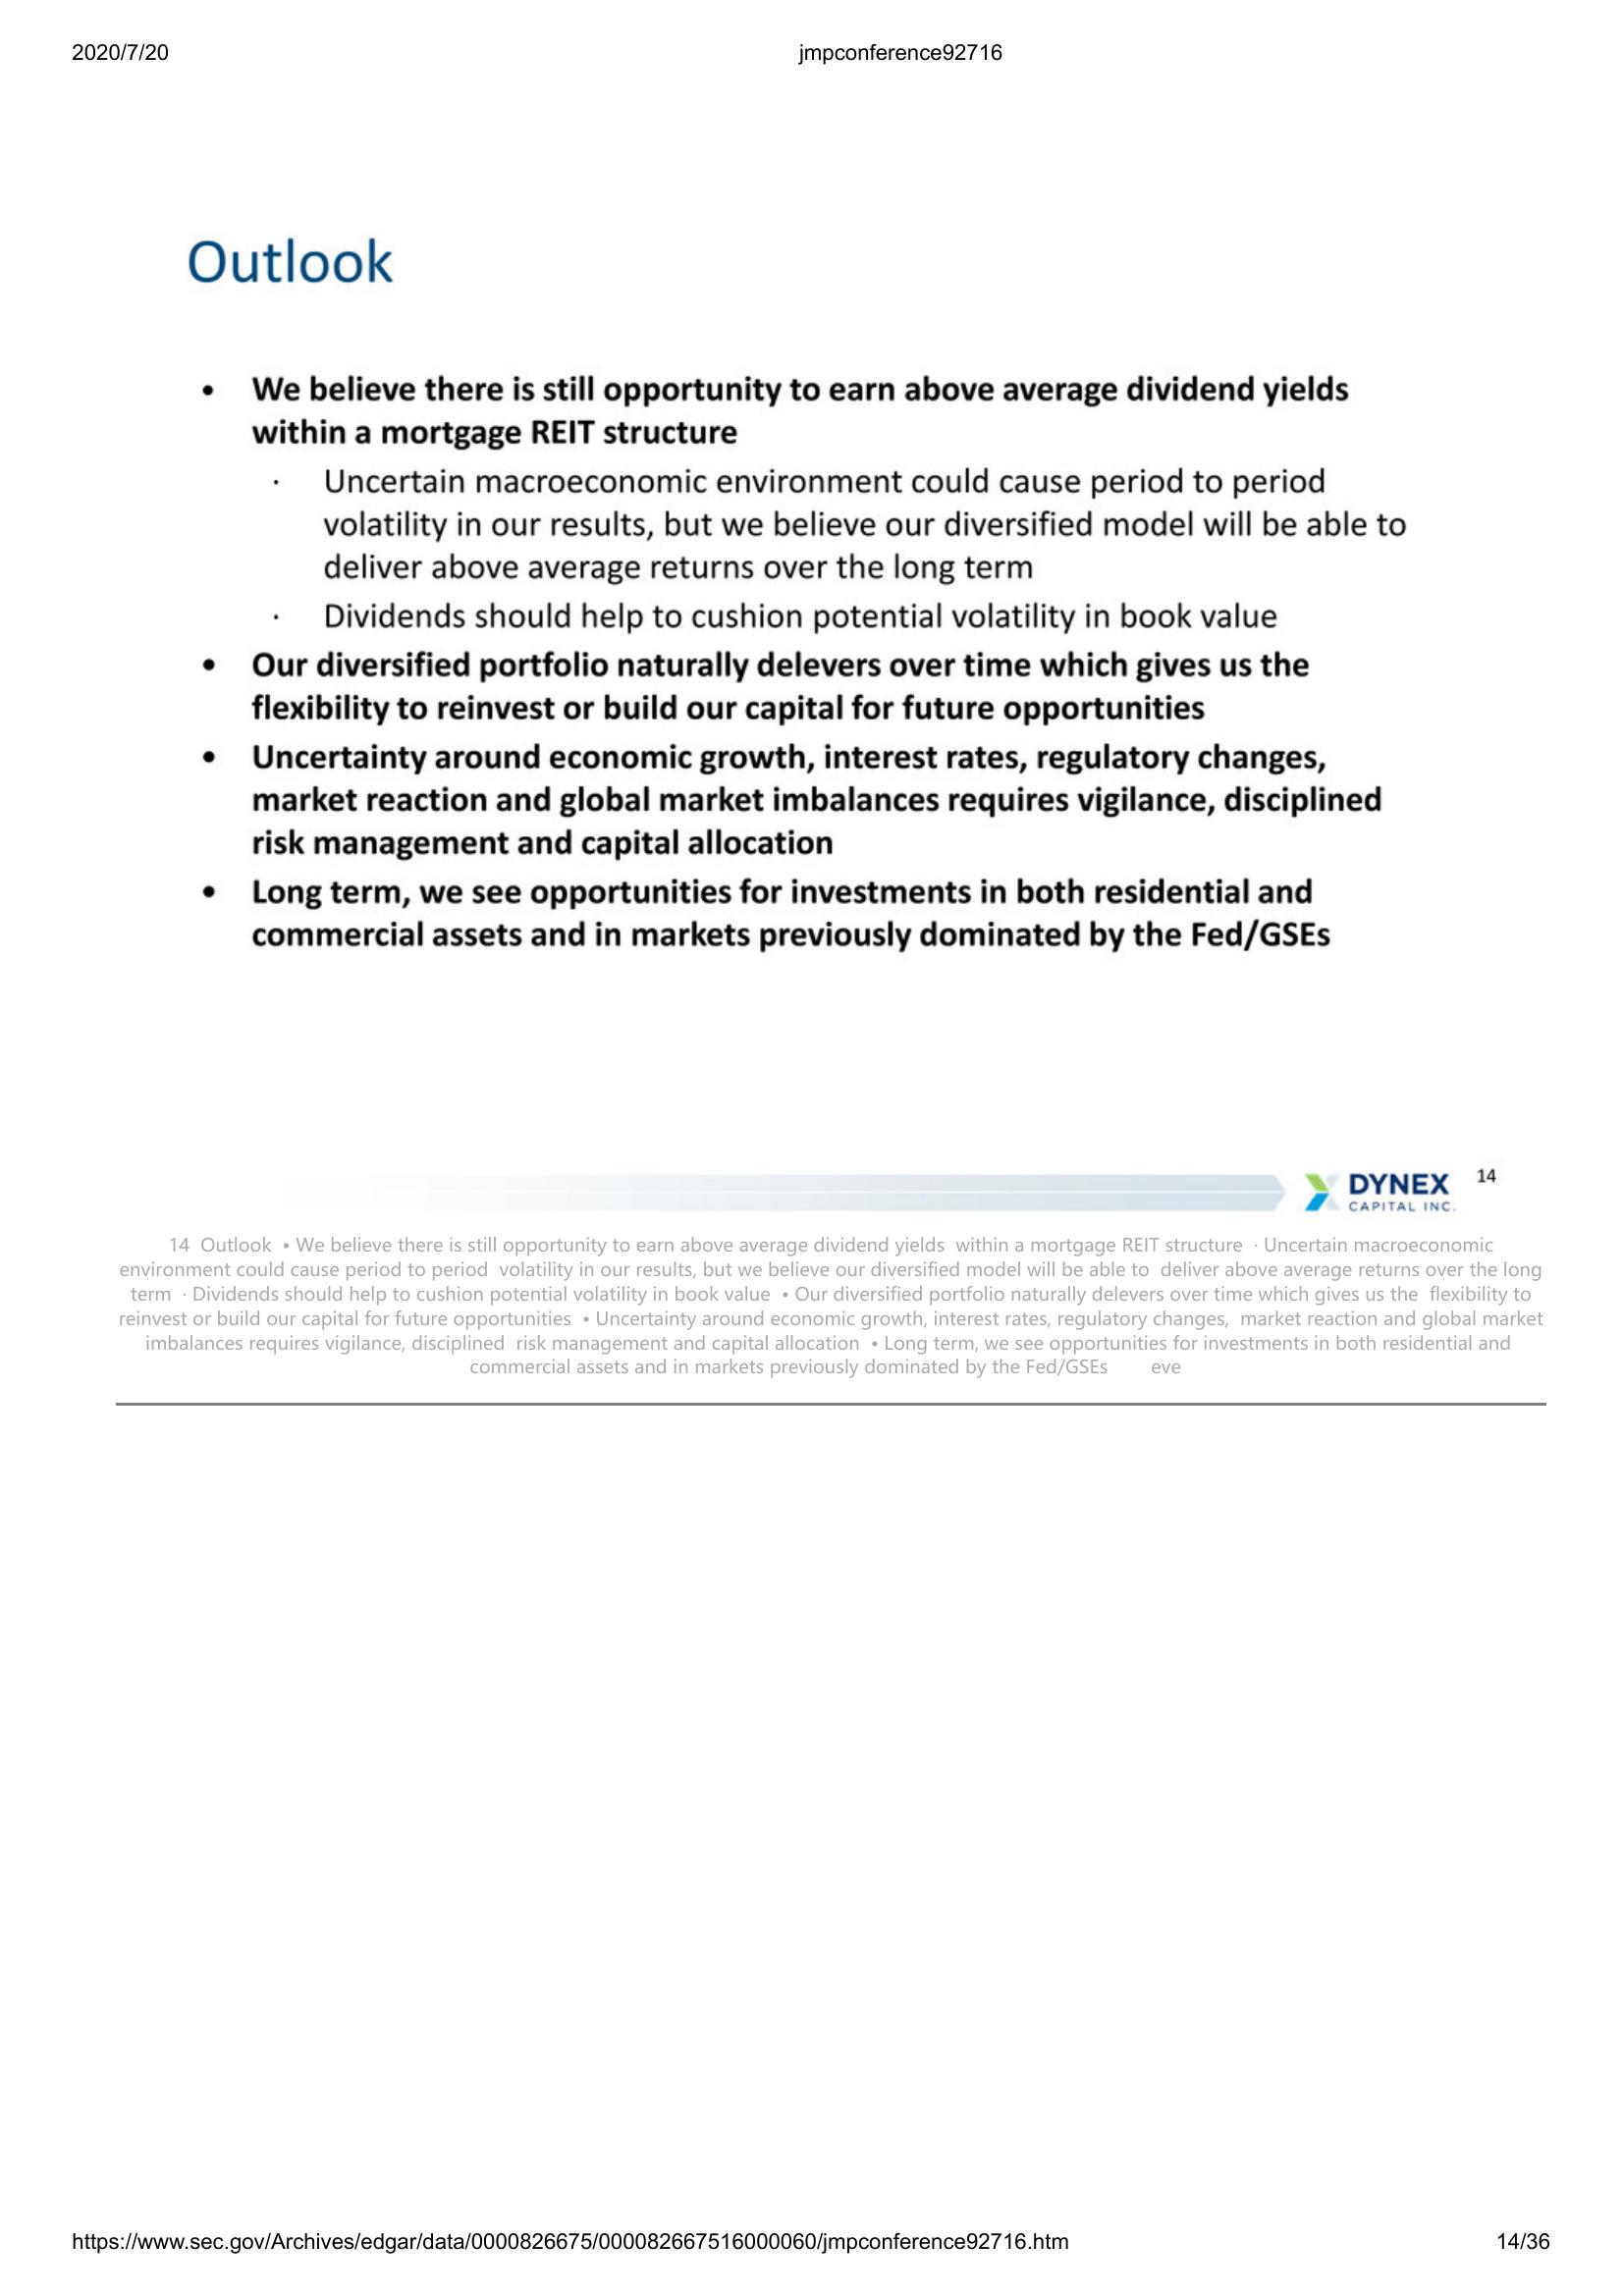 2020/7/20 jmpconference92716
Outlook
• We believe there is still opportunity to earn above average dividend yields
within a mortgage REIT structure
· Uncertain macroeconomic environment could cause period to period
volatility in our results, but we believe our diversified model will be able to
deliver above average returns over the long term
· Dividends should help to cushion potential volatility in book value
• Our diversified portfolio naturally delevers over time which gives us the
flexibility to reinvest or build our capital for future opportunities
• Uncertainty around economic growth, interest rates, regulatory changes,
market reaction and global market imbalances requires vigilance, disciplined
risk management and capital allocation
• Long term, we see opportunities for investments in both residential and
commercial assets and in markets previously dominated by the Fed/GSEs
DYNEX 14
CAPITAL INC.
14 Outlook • We believe there is still opportunity to earn above average dividend yields within a mortgage REIT structure · Uncertain macroeconomic
environment could cause period to period volatility in our results, but we believe our diversified model will be able to deliver above average returns over the long
term · Dividends should help to cushion potential volatility in book value • Our diversified portfolio naturally delevers over time which gives us the flexibility to
reinvest or build our capital for future opportunities • Uncertainty around economic growth, interest rates, regulatory changes, market reaction and global market
imbalances requires vigilance, disciplined risk management and capital allocation • Long term, we see opportunities for investments in both residential and
commercial assets and in markets previously dominated by the Fed/GSEs eve
https://www.sec.gov/Archives/edgar/data/0000826675/000082667516000060/jmpconference92716.htm 14/36